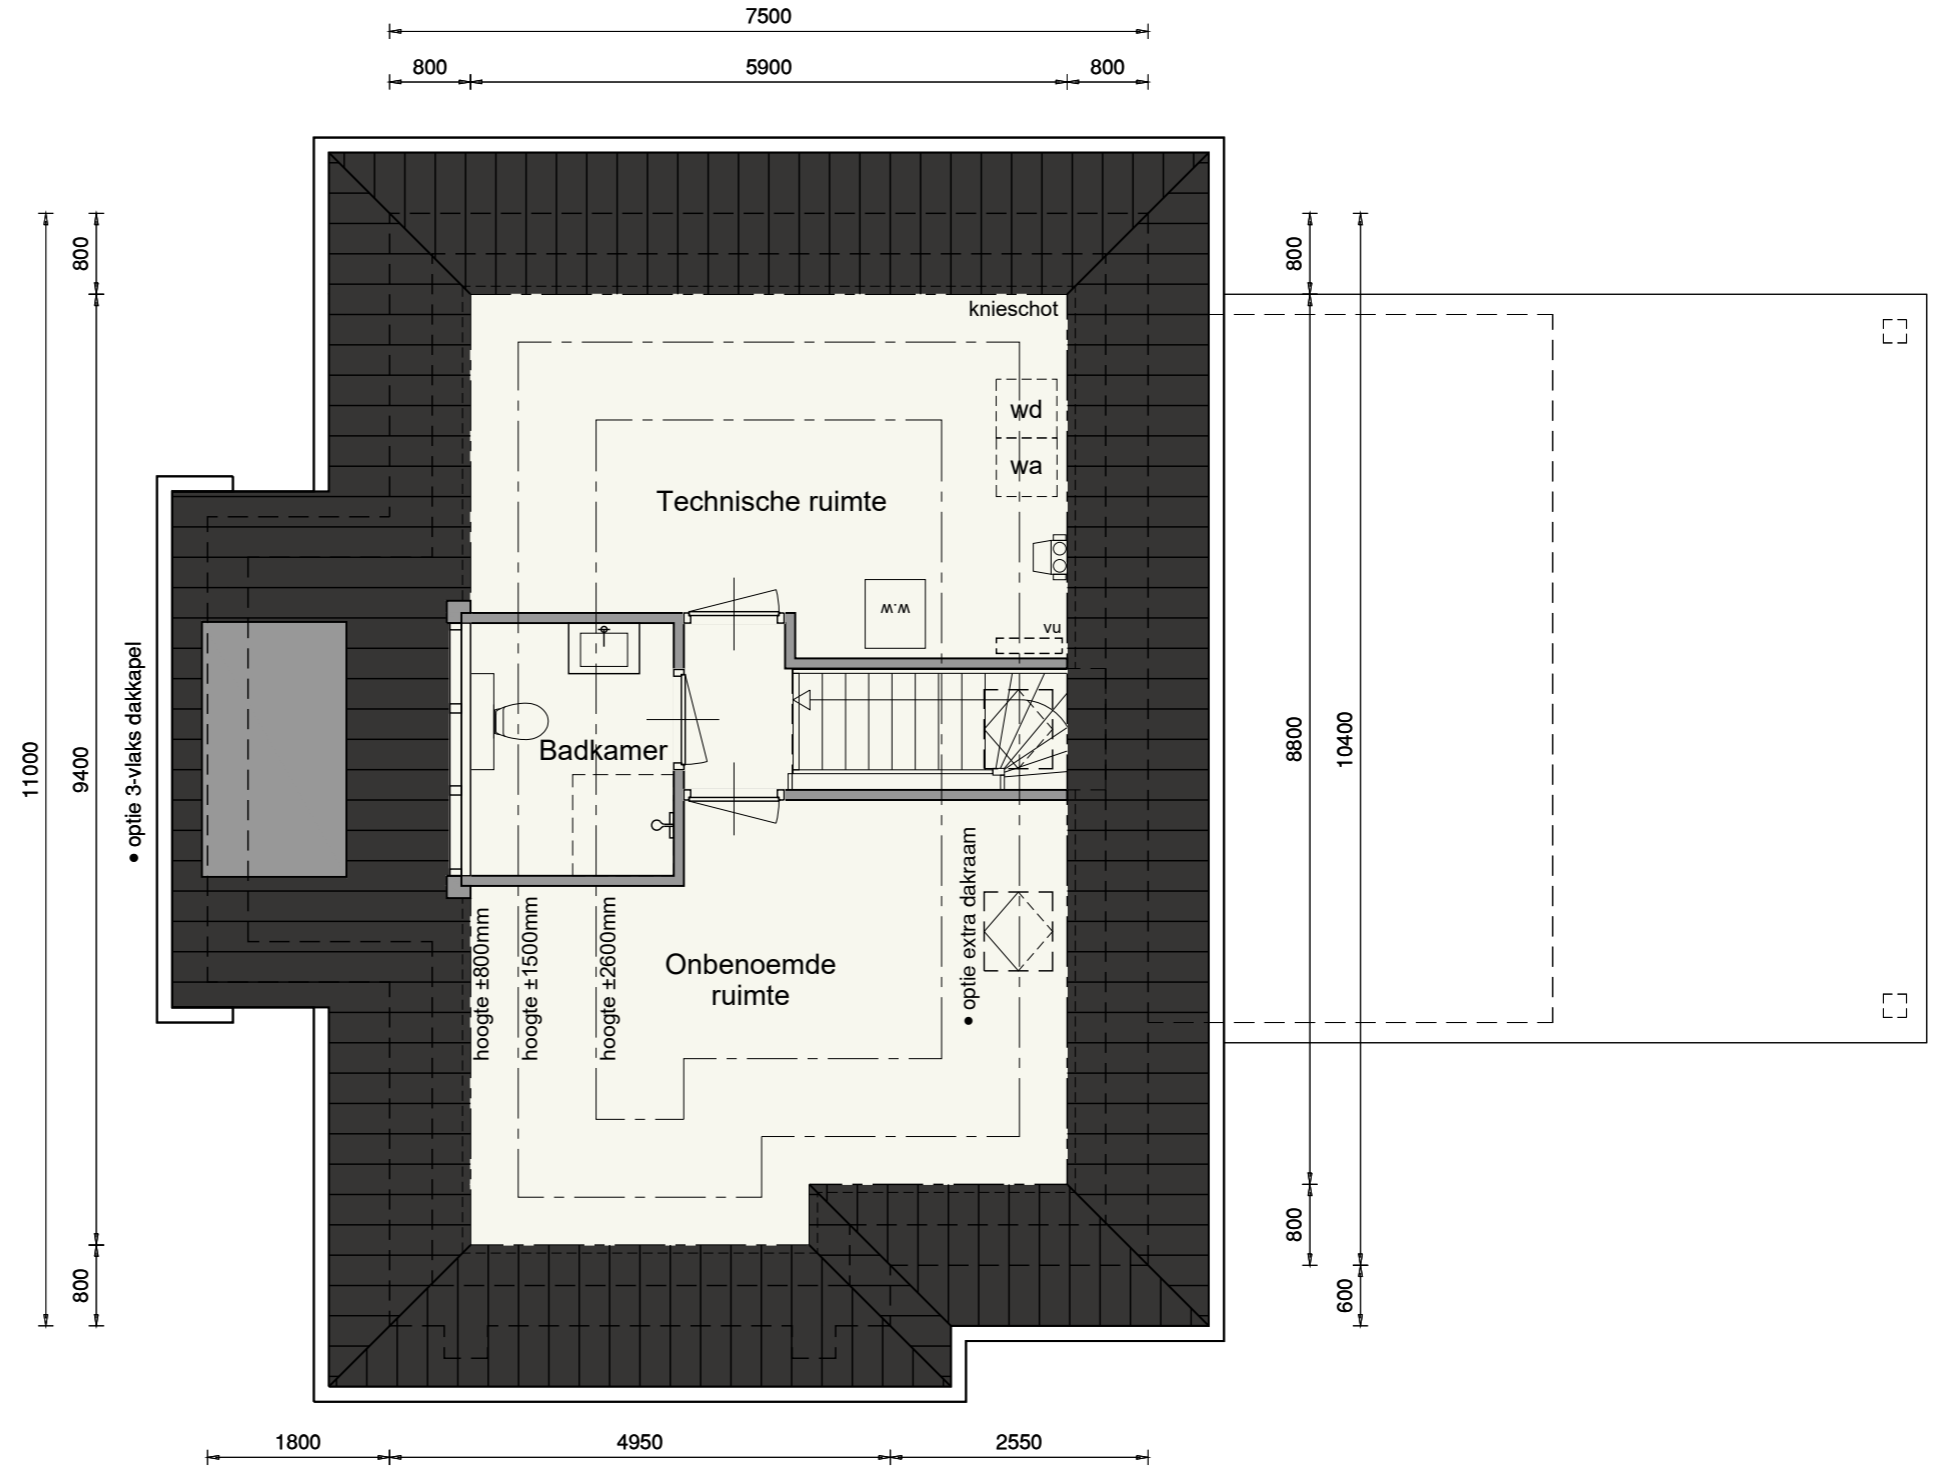 7500
800
5900
800
800
800
knieschot
wd
wa
Technische ruimte
w.w
vu
• optie 3-vlaks dakkapel
Badkamer
11000
9400
8800
10400
• optie extra dakraam
hoogte ±800mm
hoogte ±1500mm
hoogte ±2600mm
Onbenoemde
ruimte
800
800
600
1800
4950
2550